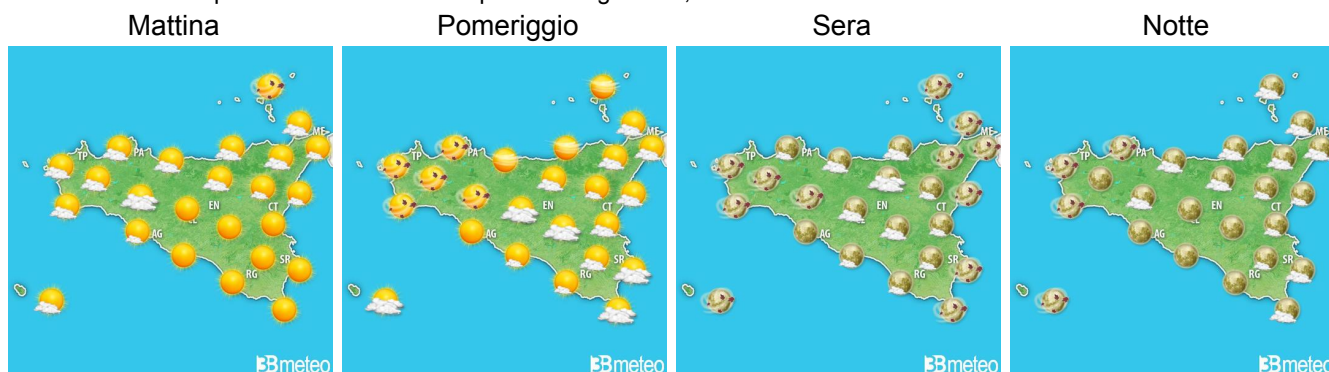 Mattina Pomeriggio Sera Notte
TP PA ME
EN CT
AG
SR
RG
3Bmeteo
TP PA ME
EN CT
AG
SR
RG
3Bmeteo
TP PA ME
EN CT
AG
SR
RG
3Bmeteo
TP PA ME
EN CT
AG
SR
RG
3Bmeteo